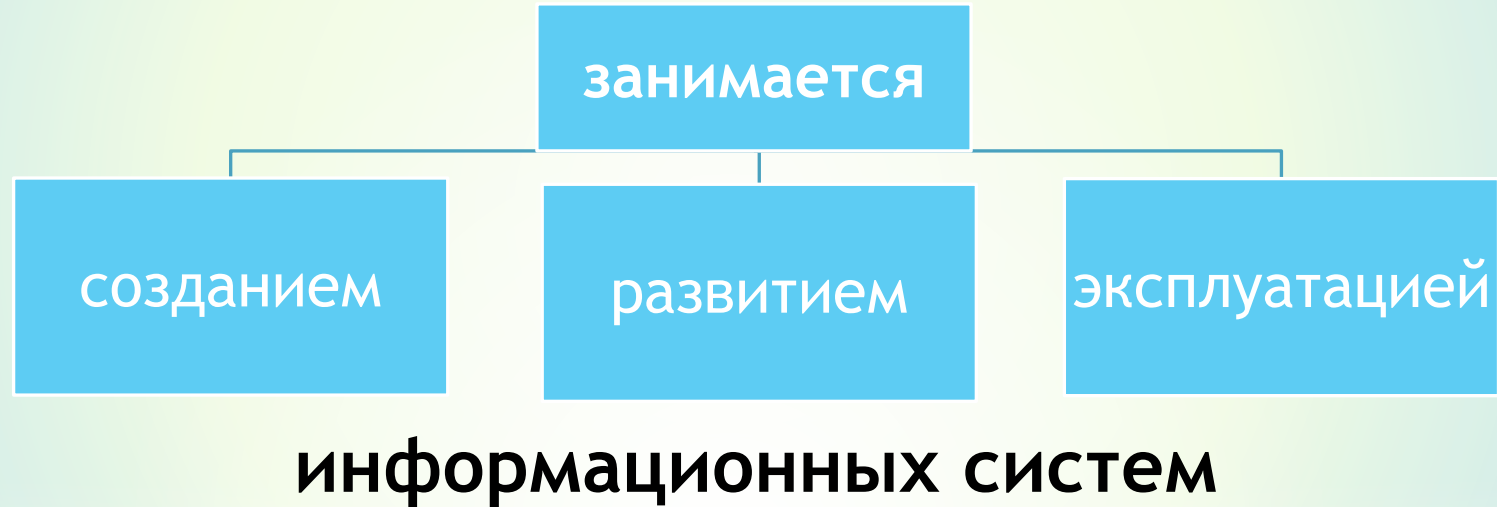 занимается
созданием
развитием
эксплуатацией
информационных систем